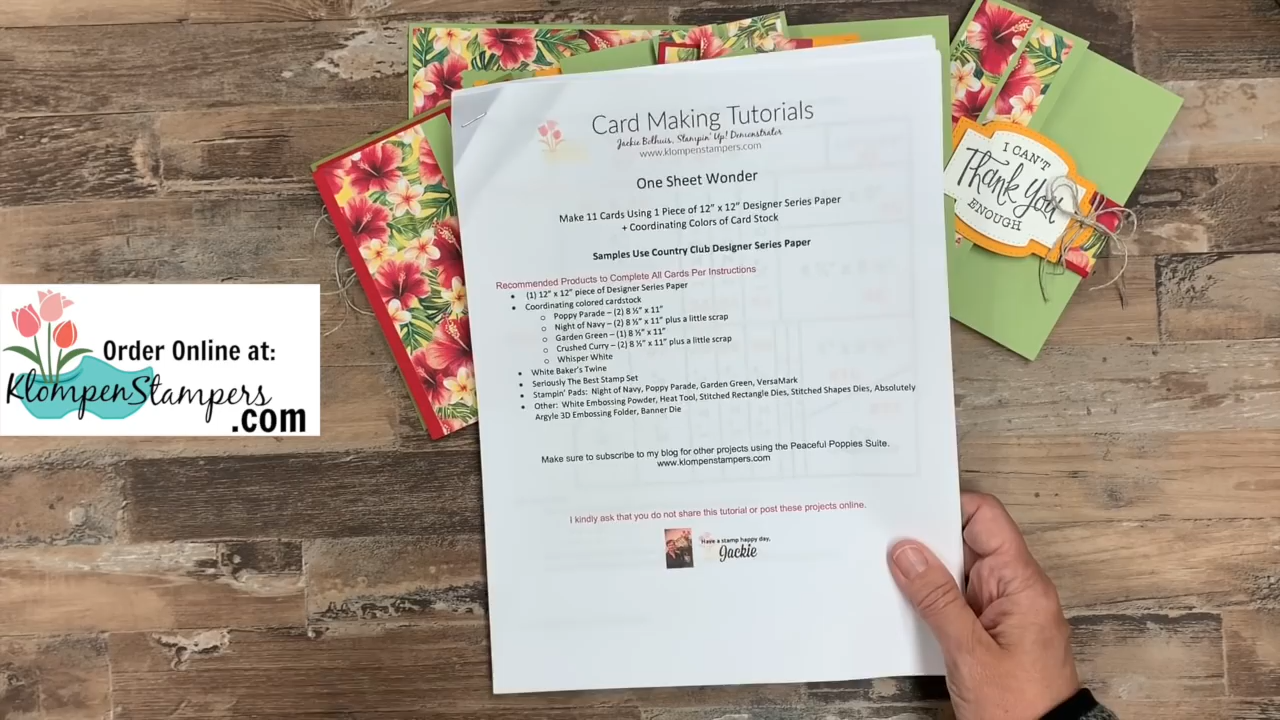 Card Making Tutorials
Jackie Bolhuis, Stampin' Up! Demonstrator
www.klompenstampers.com
One Sheet Wonder
Make 11 Cards Using 1 Piece of 12" x 12" Designer Series Paper
+ Coordinating Colors of Card Stock
Samples Use Country Club Designer Series Paper
Recommended Products to Complete All Cards Per Instructions
• (1) 12" x 12" piece of Designer Series Paper
• Coordinating colored cardstock
o Poppy Parade – (2) 8 ½" x 11"
o Night of Navy – (2) 8 ½" x 11" plus a little scrap
o Garden Green – (1) 8 ½" x 11"
o Crushed Curry – (2) 8 ½" x 11" plus a little scrap
o Whisper White
• White Baker's Twine
• Seriously The Best Stamp Set
• Stampin' Pads: Night of Navy, Poppy Parade, Garden Green, VersaMark
• Other: White Embossing Powder, Heat Tool, Stitched Rectangle Dies, Stitched Shapes Dies, Absolutely
Argyle 3D Embossing Folder, Banner Die
Make sure to subscribe to my blog for other projects using the Peaceful Poppies Suite.
www.klompenstampers.com
I kindly ask that you do not share this tutorial or post these projects online.
Have a stamp happy day,
Jackie
I CAN'T
Thank you
ENOUGH
Order Online at:
KlompenStampers
.com